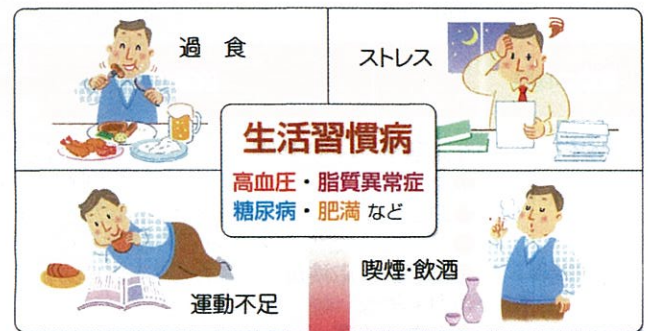 過 食
ストレス
生活習慣病
高血圧・脂質異常症
糖尿病・肥満 など
運動不足
喫煙・飲酒